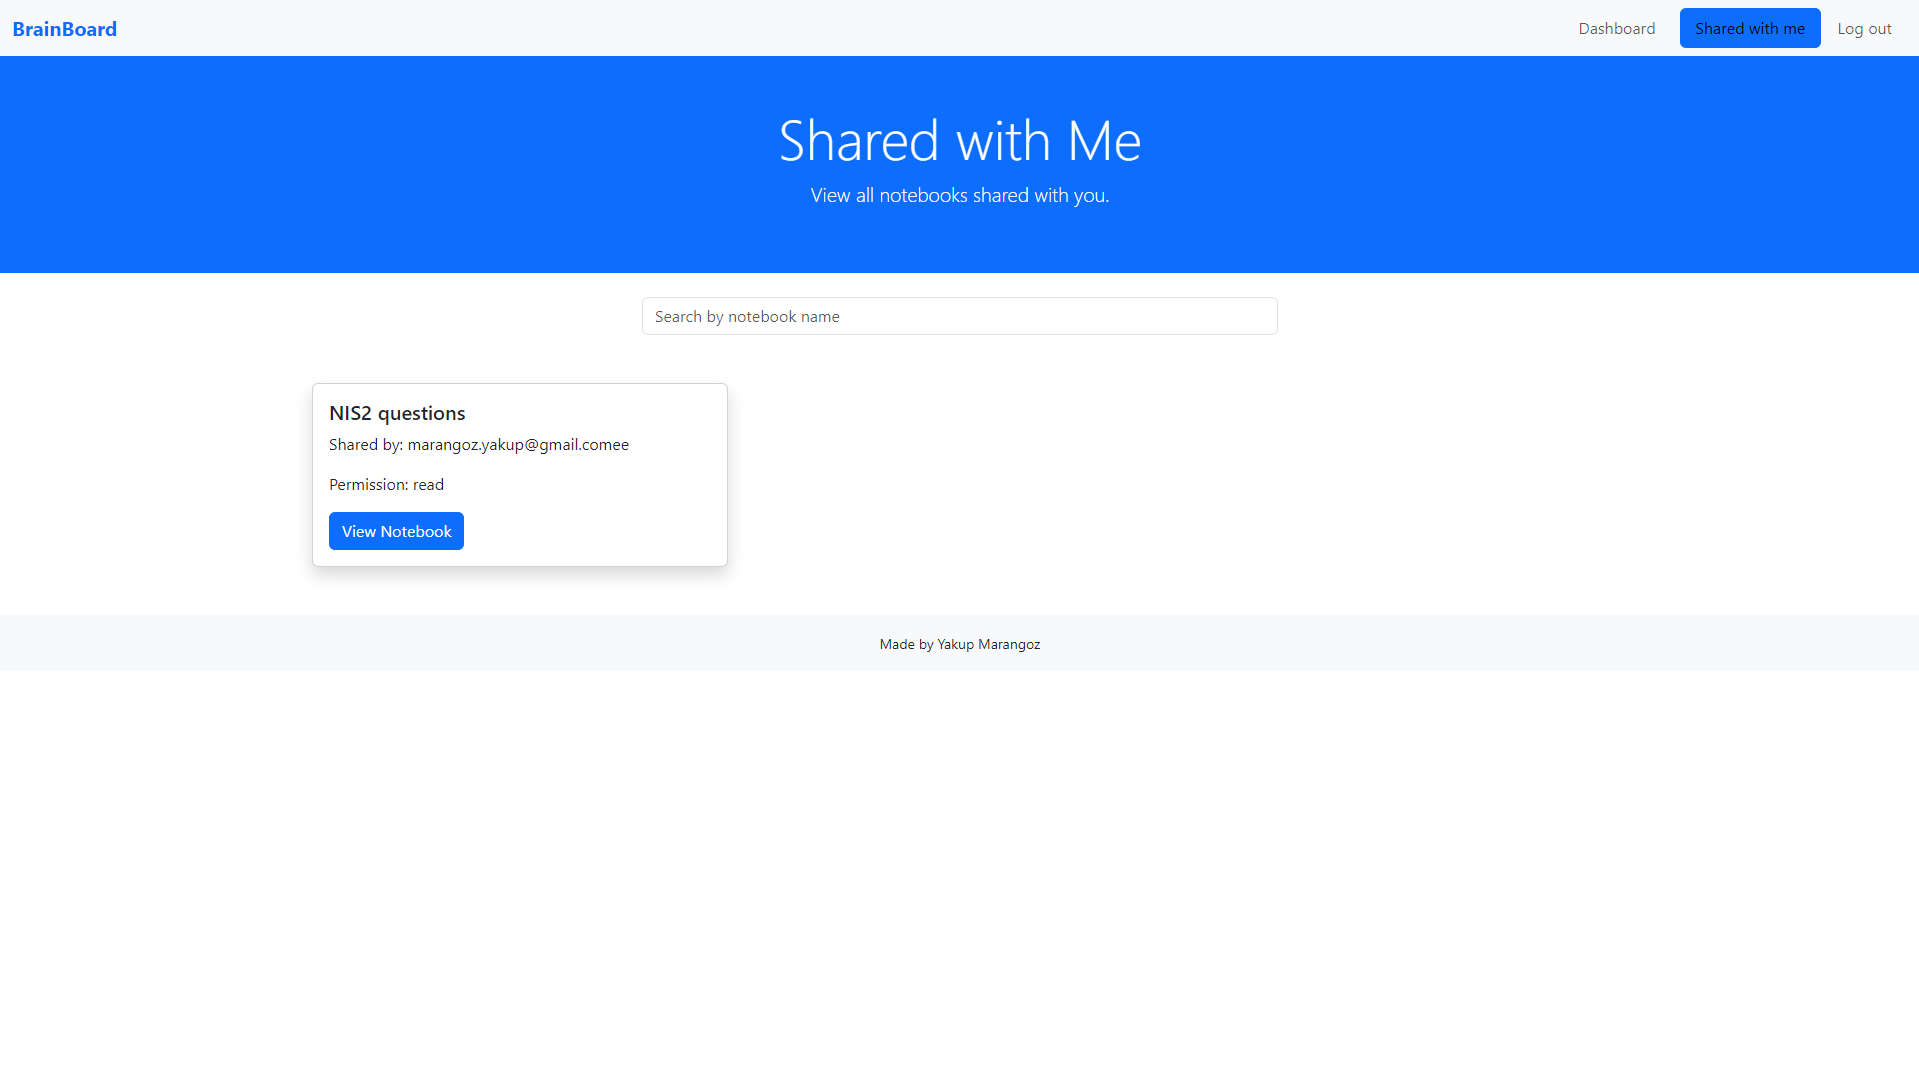 BrainBoard
Dashboard
Shared with me
Log out
Shared with Me
View all notebooks shared with you.
Search by notebook name
NIS2 questions
Shared by: marangoz.yakup@gmail.comee
Permission: read
View Notebook
Made by Yakup Marangoz